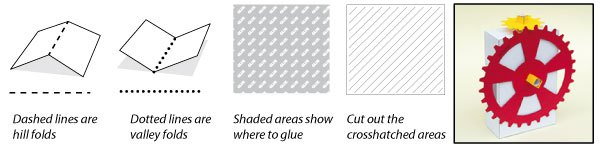 Dashed lines are
hill folds
Dotted lines are
valley folds
Shaded areas show
where to glue
Cut out the
crosshatched areas